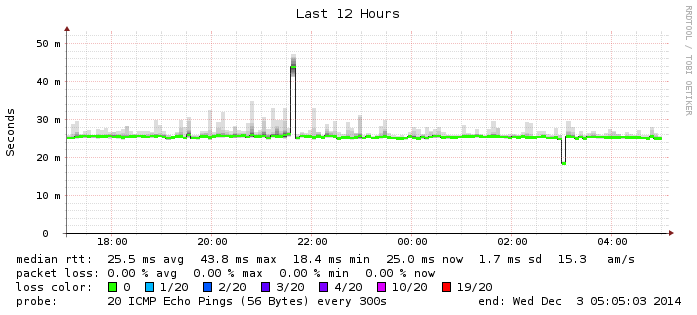 Last 12 Hours
RRDTOOL / TOBI OETIKER
Seconds
50 m
40 m
30 m
20 m
10 m
0
18:00 20:00 22:00 00:00 02:00 04:00
median rtt: 25.5 ms avg 43.8 ms max 18.4 ms min 25.0 ms now 1.7 ms sd 15.3 am/s
packet loss: 0.00 % avg 0.00 % max 0.00 % min 0.00 % now
loss color: 0 1/20 2/20 3/20 4/20 10/20 19/20
probe: 20 ICMP Echo Pings (56 Bytes) every 300s end: Wed Dec 3 05:05:03 2014